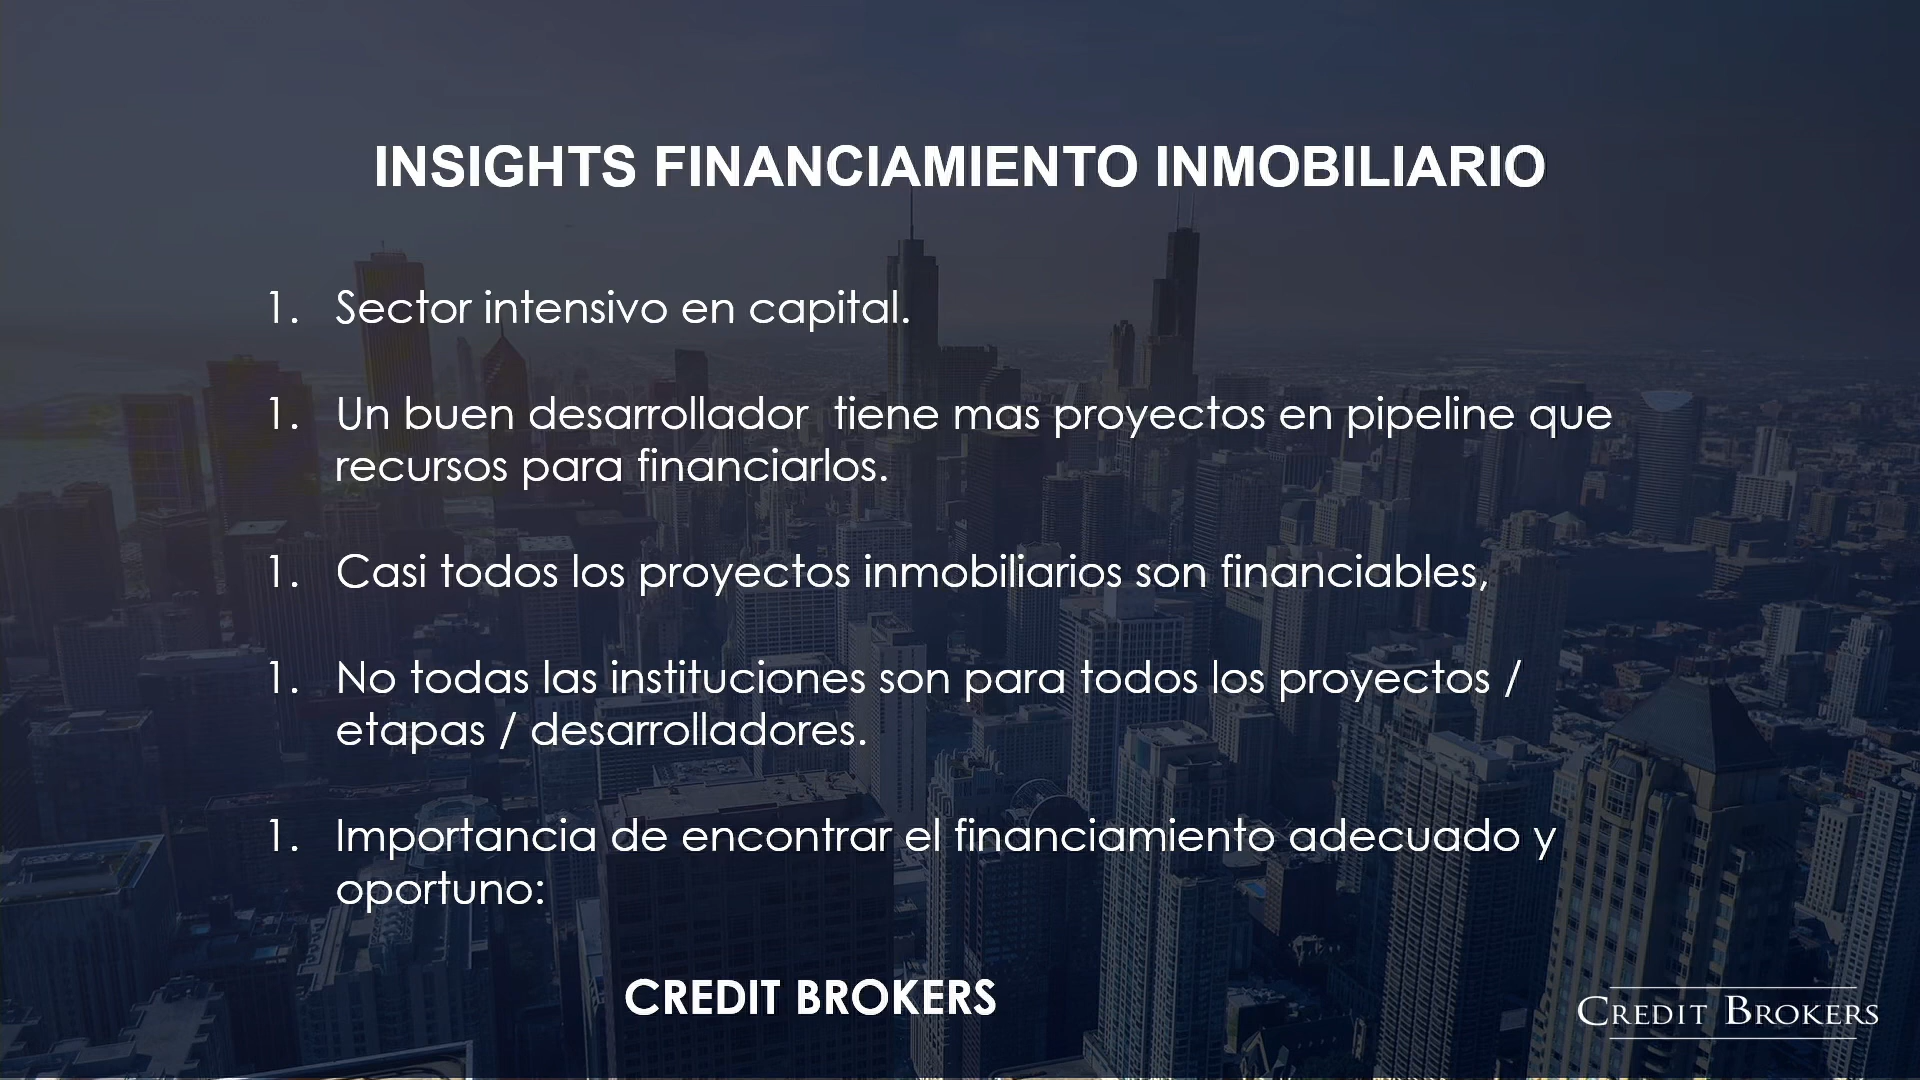 INSIGHTS FINANCIAMIENTO INMOBILIARIO
1. Sector intensivo en capital.
1. Un buen desarrollador  tiene mas proyectos en pipeline que
recursos para financiarlos.
1. Casi todos los proyectos inmobiliarios son financiables,
1. No todas las instituciones son para todos los proyectos /
etapas / desarrolladores.
1. Importancia de encontrar el financiamiento adecuado y
oportuno:
CREDIT BROKERS
CREDIT BROKERS